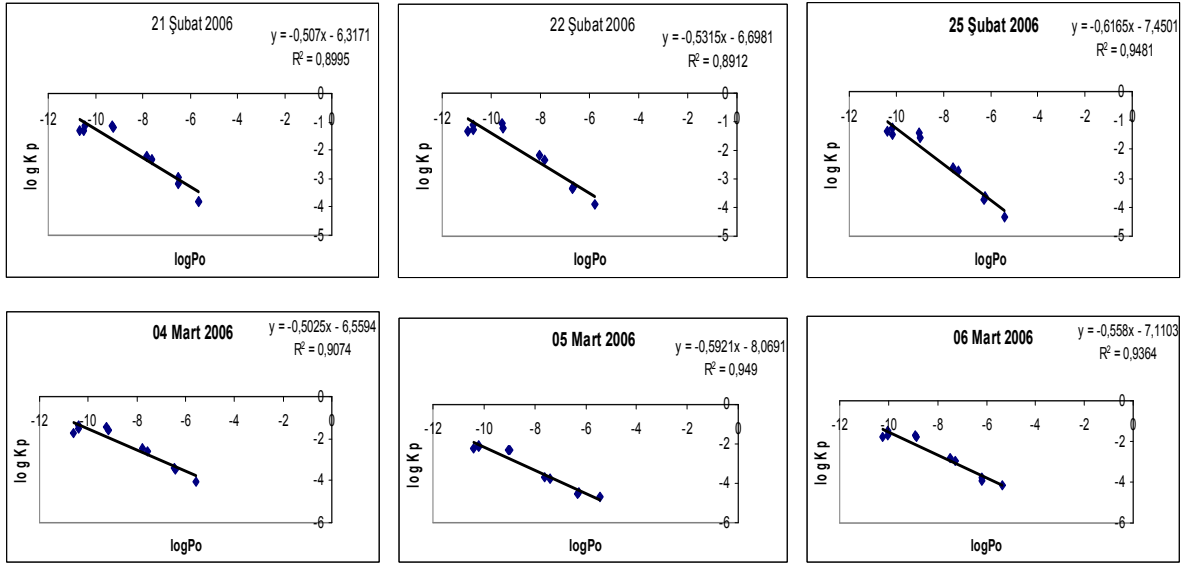 21 Şubat 2006
y = -0,507x - 6,3171
R² = 0,8995
0
-12 -10 -8 -6 -4 -2 0
-1
-2
-3
-4
-5
log Kp
logPo
22 Şubat 2006
y = -0,5315x - 6,6981
R² = 0,8912
0
-12 -10 -8 -6 -4 -2 0
-1
-2
-3
-4
-5
log Kp
logPo
25 Şubat 2006
y = -0,6165x - 7,4501
R² = 0,9481
0
-12 -10 -8 -6 -4 -2 0
-1
-2
-3
-4
-5
log Kp
logPo
04 Mart 2006
y = -0,5025x - 6,5594
R² = 0,9074
0
-12 -10 -8 -6 -4 -2 0
-2
-4
-6
log Kp
logPo
05 Mart 2006
y = -0,5921x - 8,0691
R² = 0,949
0
-12 -10 -8 -6 -4 -2 0
-2
-4
-6
log Kp
logPo
06 Mart 2006
y = -0,558x - 7,1103
R² = 0,9364
0
-12 -10 -8 -6 -4 -2 0
-2
-4
-6
log Kp
logPo